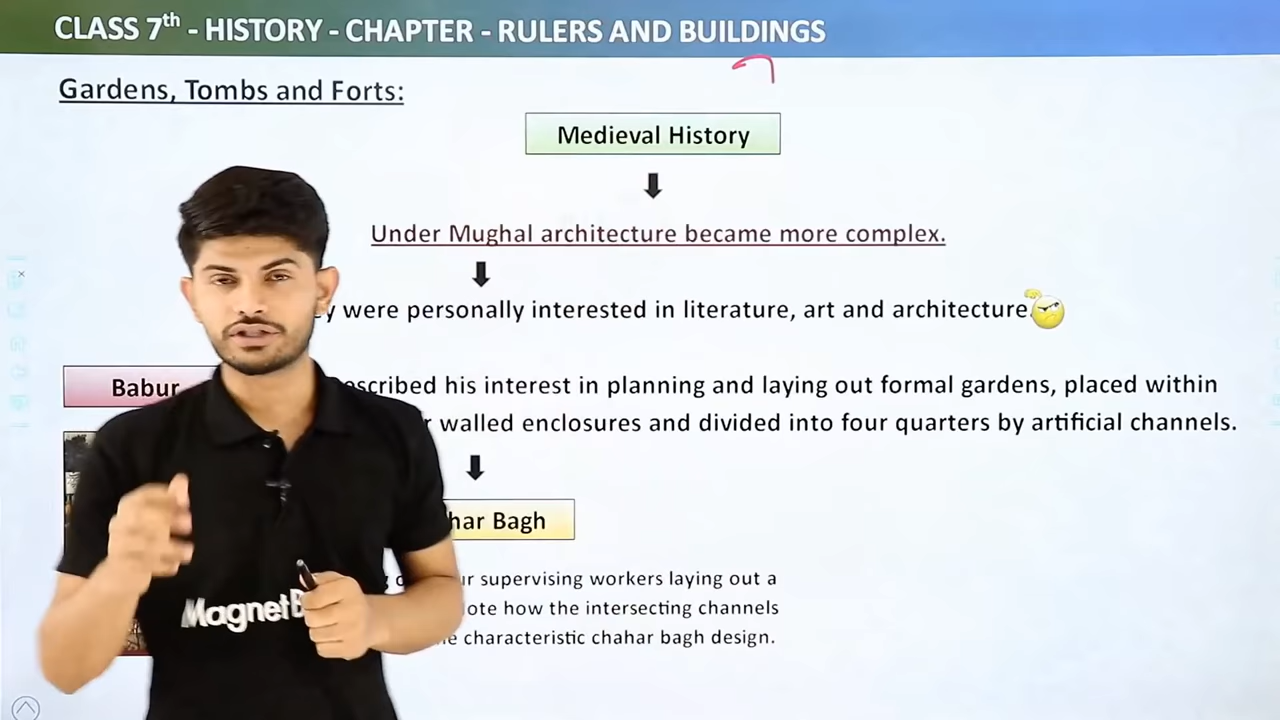 CLASS 7th - HISTORY - CHAPTER - RULERS AND BUILDINGS
Gardens, Tombs and Forts:
Medieval History
Under Mughal architecture became more complex.
were personally interested in literature, art and architecture.
Babur
his interest in planning and laying out formal gardens, placed within
walled enclosures and divided into four quarters by artificial channels.
Bagh
supervising workers laying out a
how the intersecting channels
characteristic chahar bagh design.
Magnet